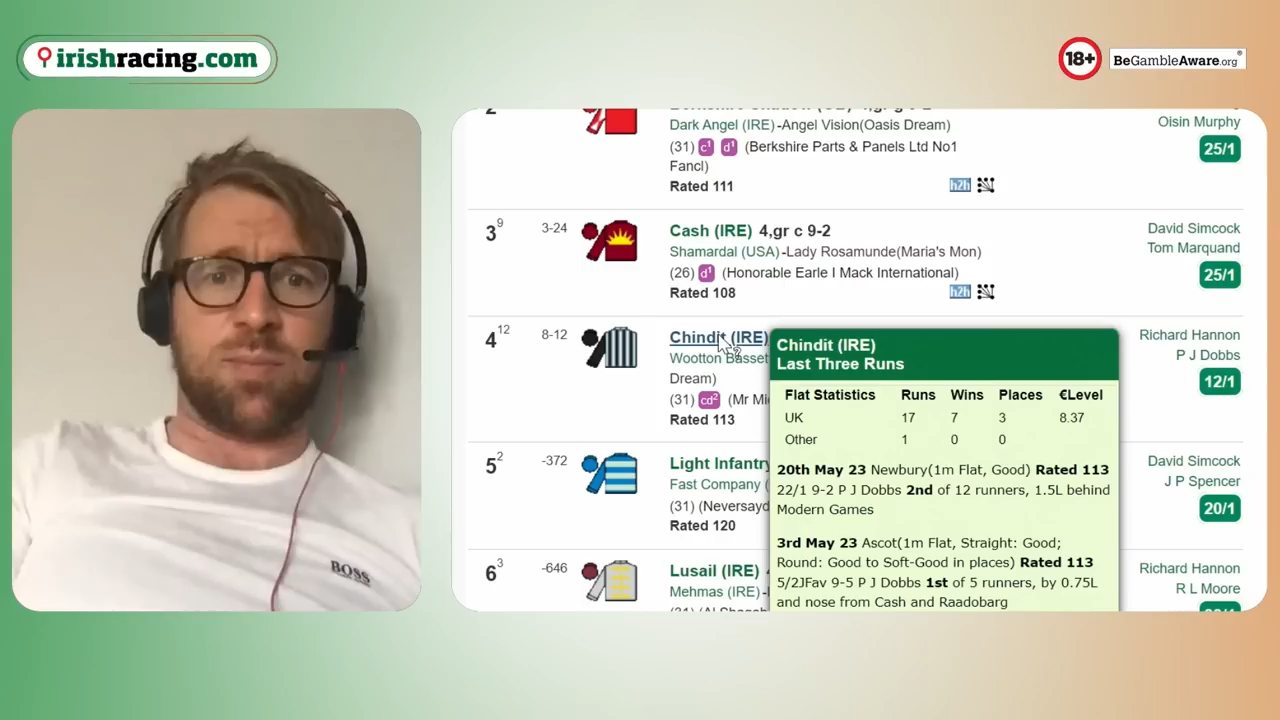 irishracing.com
18+
BeGambleAware.org®
2
Dark Angel (IRE) -Angel Vision(Oasis Dream)
(31) c1 d1 (Berkshire Parts & Panels Ltd No1
Fancl)
Rated 111
h2h
Oisin Murphy
25/1
3 9
3-24
Cash (IRE) 4,gr c 9-2
Shamardal (USA) -Lady Rosamunde(Maria's Mon)
(26) d1 (Honorable Earle I Mack International)
Rated 108
h2h
David Simcock
Tom Marquand
25/1
4 12
8-12
Chindit (IRE)
Wootton Basset
Dream)
(31) cd2 (Mr Mi
Rated 113
Richard Hannon
P J Dobbs
12/1
Chindit (IRE)
Last Three Runs
Flat Statistics Runs Wins Places €Level
UK 17 7 3 8.37
Other 1 0 0
20th May 23 Newbury(1m Flat, Good) Rated 113
22/1 9-2 P J Dobbs 2nd of 12 runners, 1.5L behind
Modern Games
3rd May 23 Ascot(1m Flat, Straight: Good;
Round: Good to Soft-Good in places) Rated 113
5/2JFav 9-5 P J Dobbs 1st of 5 runners, by 0.75L
and nose from Cash and Raadobarg
5 2
-372
Light Infantry
Fast Company (
(31) (Neversayd
Rated 120
David Simcock
J P Spencer
20/1
6 3
-646
Lusail (IRE)
Mehmas (IRE) -
Richard Hannon
R L Moore
BOSS